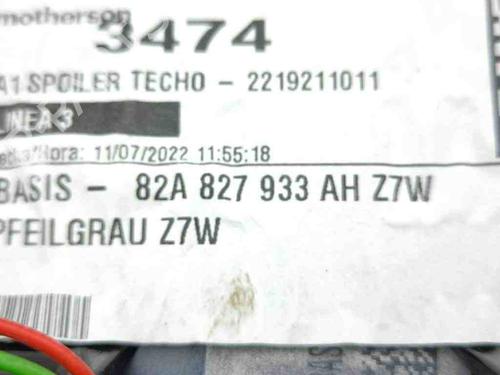 motherson
3474
A1 SPOILER TECHO - 2219211011
LINEA 3
Fecha/Hora: 11/07/2022 11:55:18
BASIS - 82A 827 933 AH Z7W
PFEILGRAU Z7W